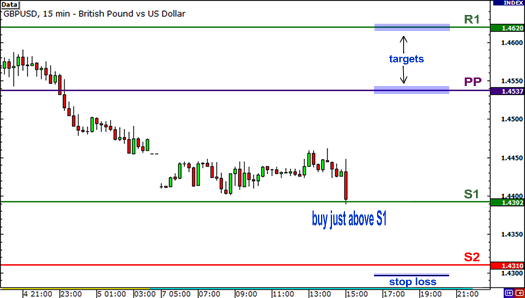 Data
INDEX
GBPUSD, 15 min - British Pound vs US Dollar
R1
1.4620
1.4600
targets
1.4550
PP
1.4537
1.4500
1.4450
1.4400
S1
1.4392
buy just above S1
S2
1.4310
1.4300
stop loss
4 21:00 23:00 5 01:00 03:00 7 05:00 07:00 09:00 11:00 13:00 15:00 17:00 19:00 21:00